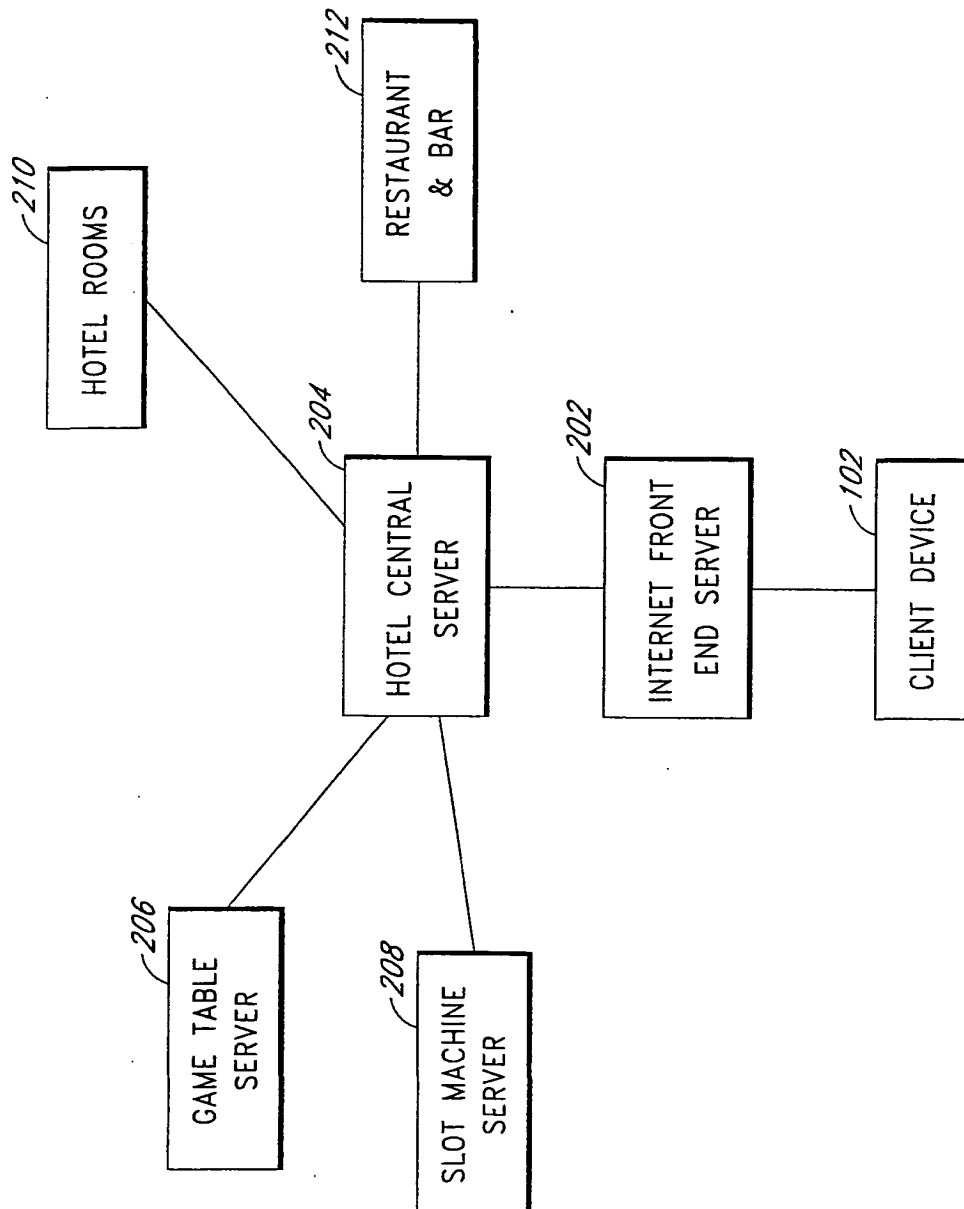 210
HOTEL ROOMS
206
GAME TABLE
SERVER
204
HOTEL CENTRAL
SERVER
212
RESTAURANT
& BAR
208
SLOT MACHINE
SERVER
202
INTERNET FRONT
END SERVER
102
CLIENT DEVICE